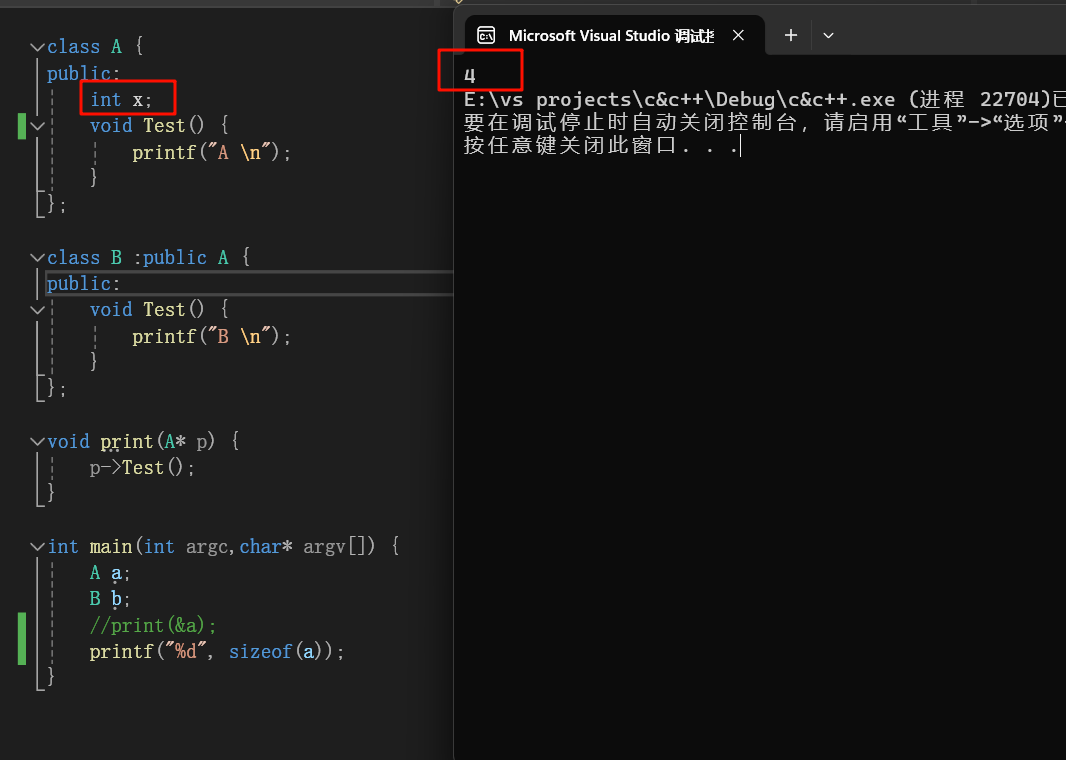 class A {
public:
int x;
void Test() {
printf("A \n");
}
};
class B :public A {
public:
void Test() {
printf("B \n");
}
};
void print(A* p) {
p->Test();
}
int main(int argc,char* argv[]) {
A a;
B b;
//print(&a);
printf("%d", sizeof(a));
}
Microsoft Visual Studio 调试
4
E:\vs projects\c&c++\Debug\c&c++.exe (进程 22704)已
要在调试停止时自动关闭控制台，请启用“工具”->“选项”
按任意键关闭此窗口. . .